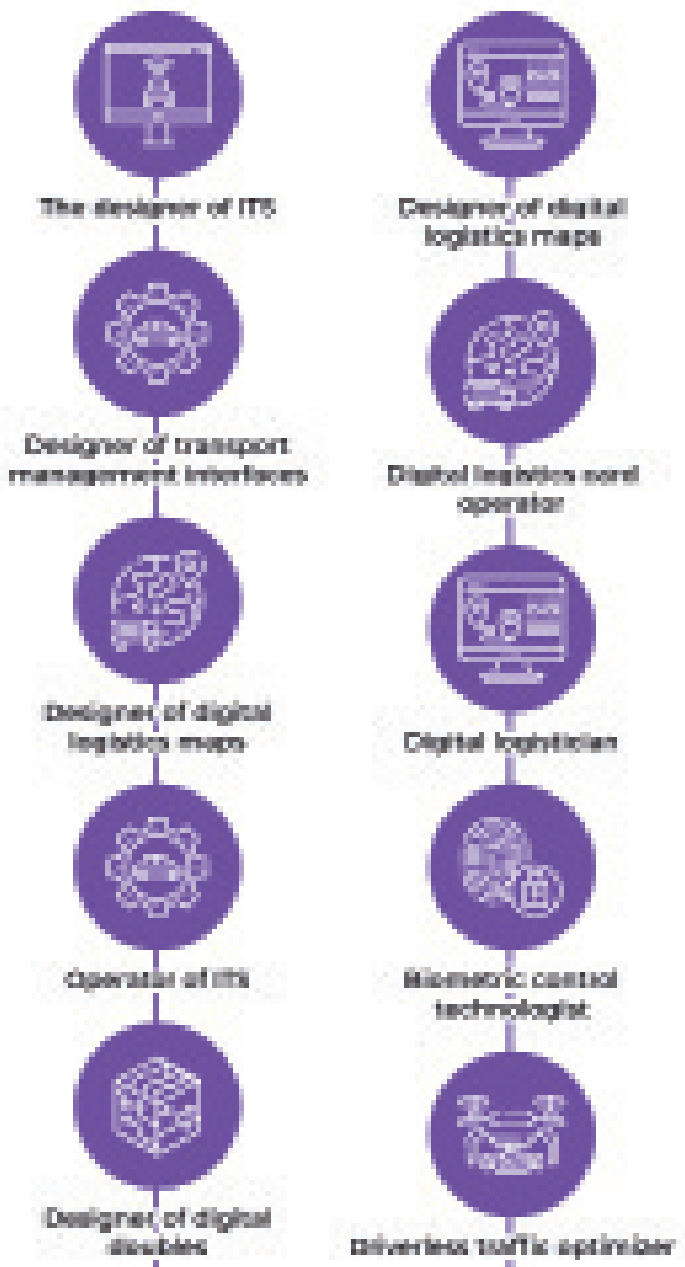 The designer of ITS
Designer of transport
management interfaces
Designer of digital
logistics maps
Operator of ITS
Designer of digital
doubles
Designer of digital
logistics maps
Digital logistics card
operator
Digital logistician
Biometric control
technologist
Driverless traffic optimizer